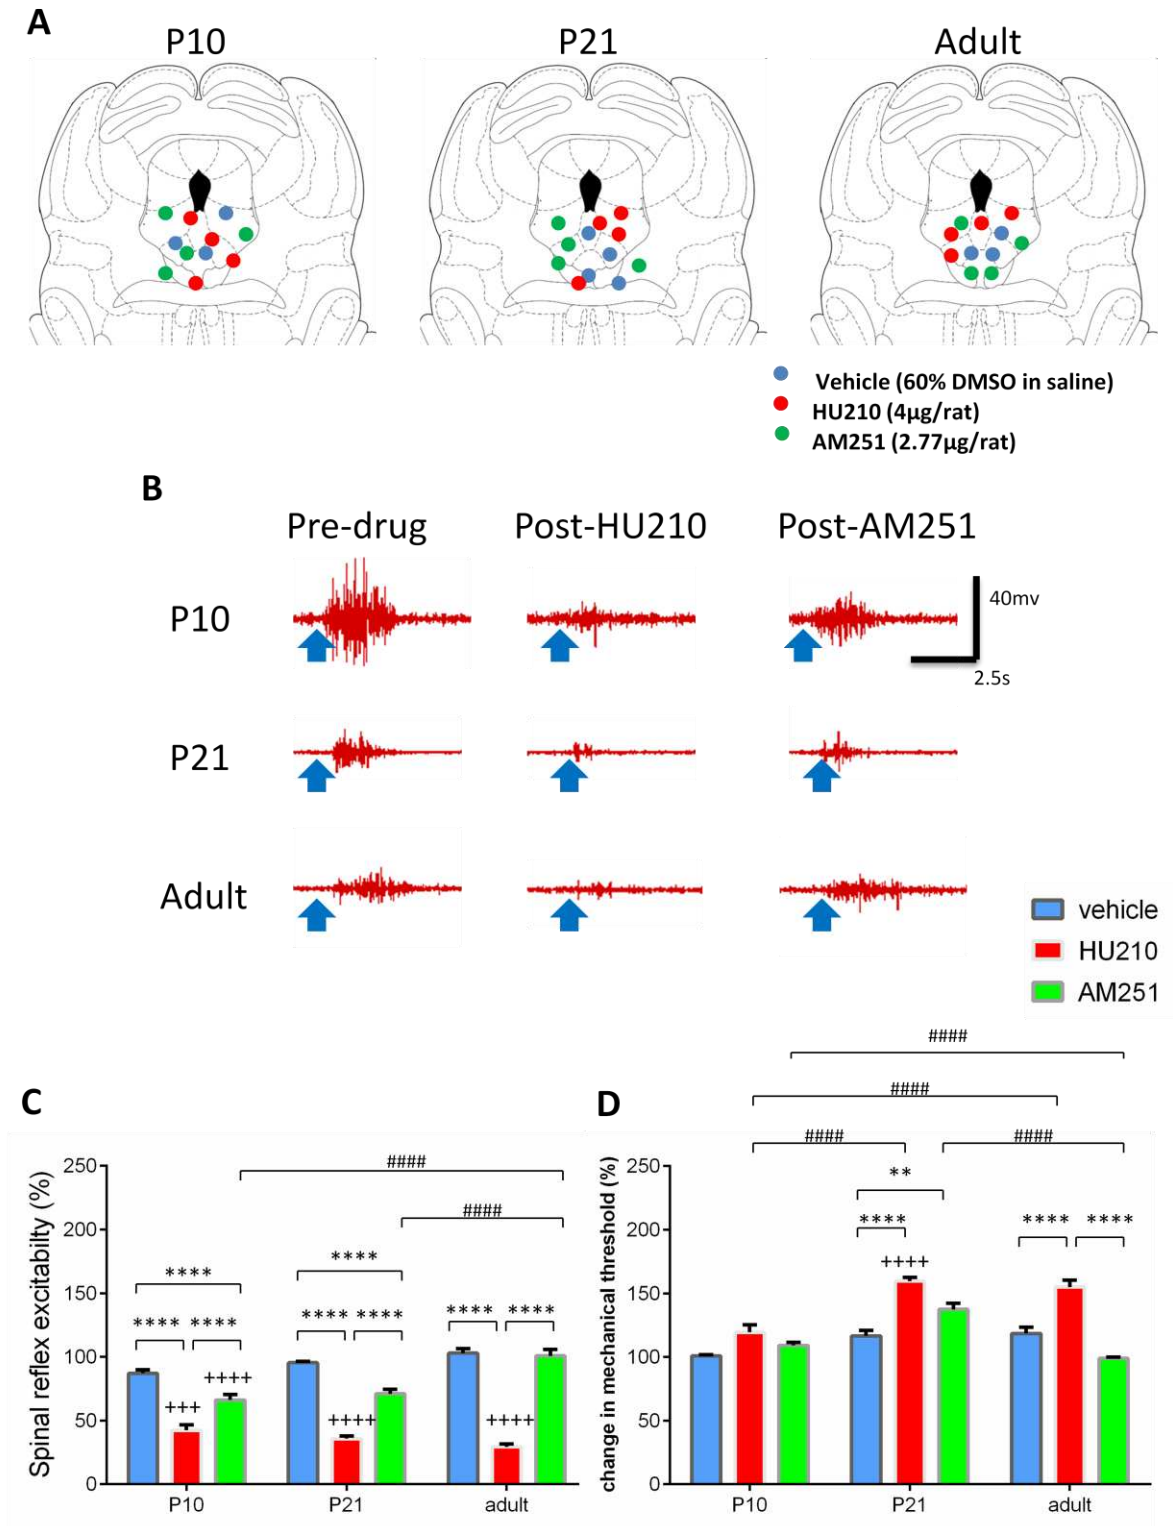 A
P10
P21
Adult
Vehicle (60% DMSO in saline)
HU210 (4µg/rat)
AM251 (2.77µg/rat)
B
Pre-drug
Post-HU210
Post-AM251
P10
40mv
2.5s
P21
Adult
vehicle
HU210
AM251
C
Spinal reflex excitabilty (%)
250
200
150
100
50
0
####
####
****
**** ****
+++
++++
****
**** ****
++++
**** ****
++++
P10
P21
adult
D
change in mechanical threshold (%)
250
200
150
100
50
0
####
####
####
####
**
****
++++
**** ****
P10
P21
adult